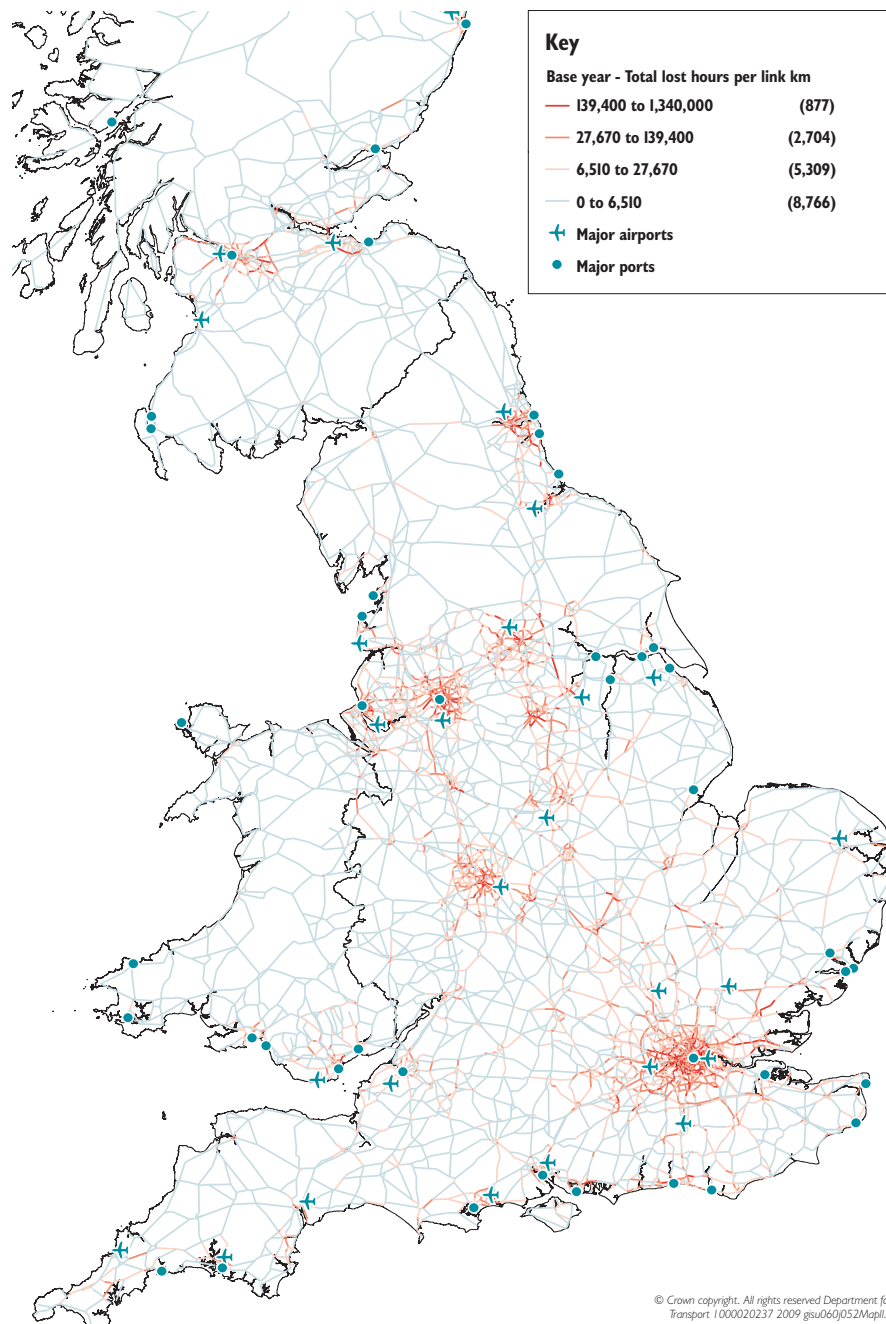 Key
Base year - Total lost hours per link km
139,400 to 1,340,000 (877)
27,670 to 139,400 (2,704)
6,510 to 27,670 (5,309)
0 to 6,510 (8,766)
Major airports
Major ports
© Crown copyright. All rights reserved Department fo
Transport 1000020237 2009 gisu060j052MapII.